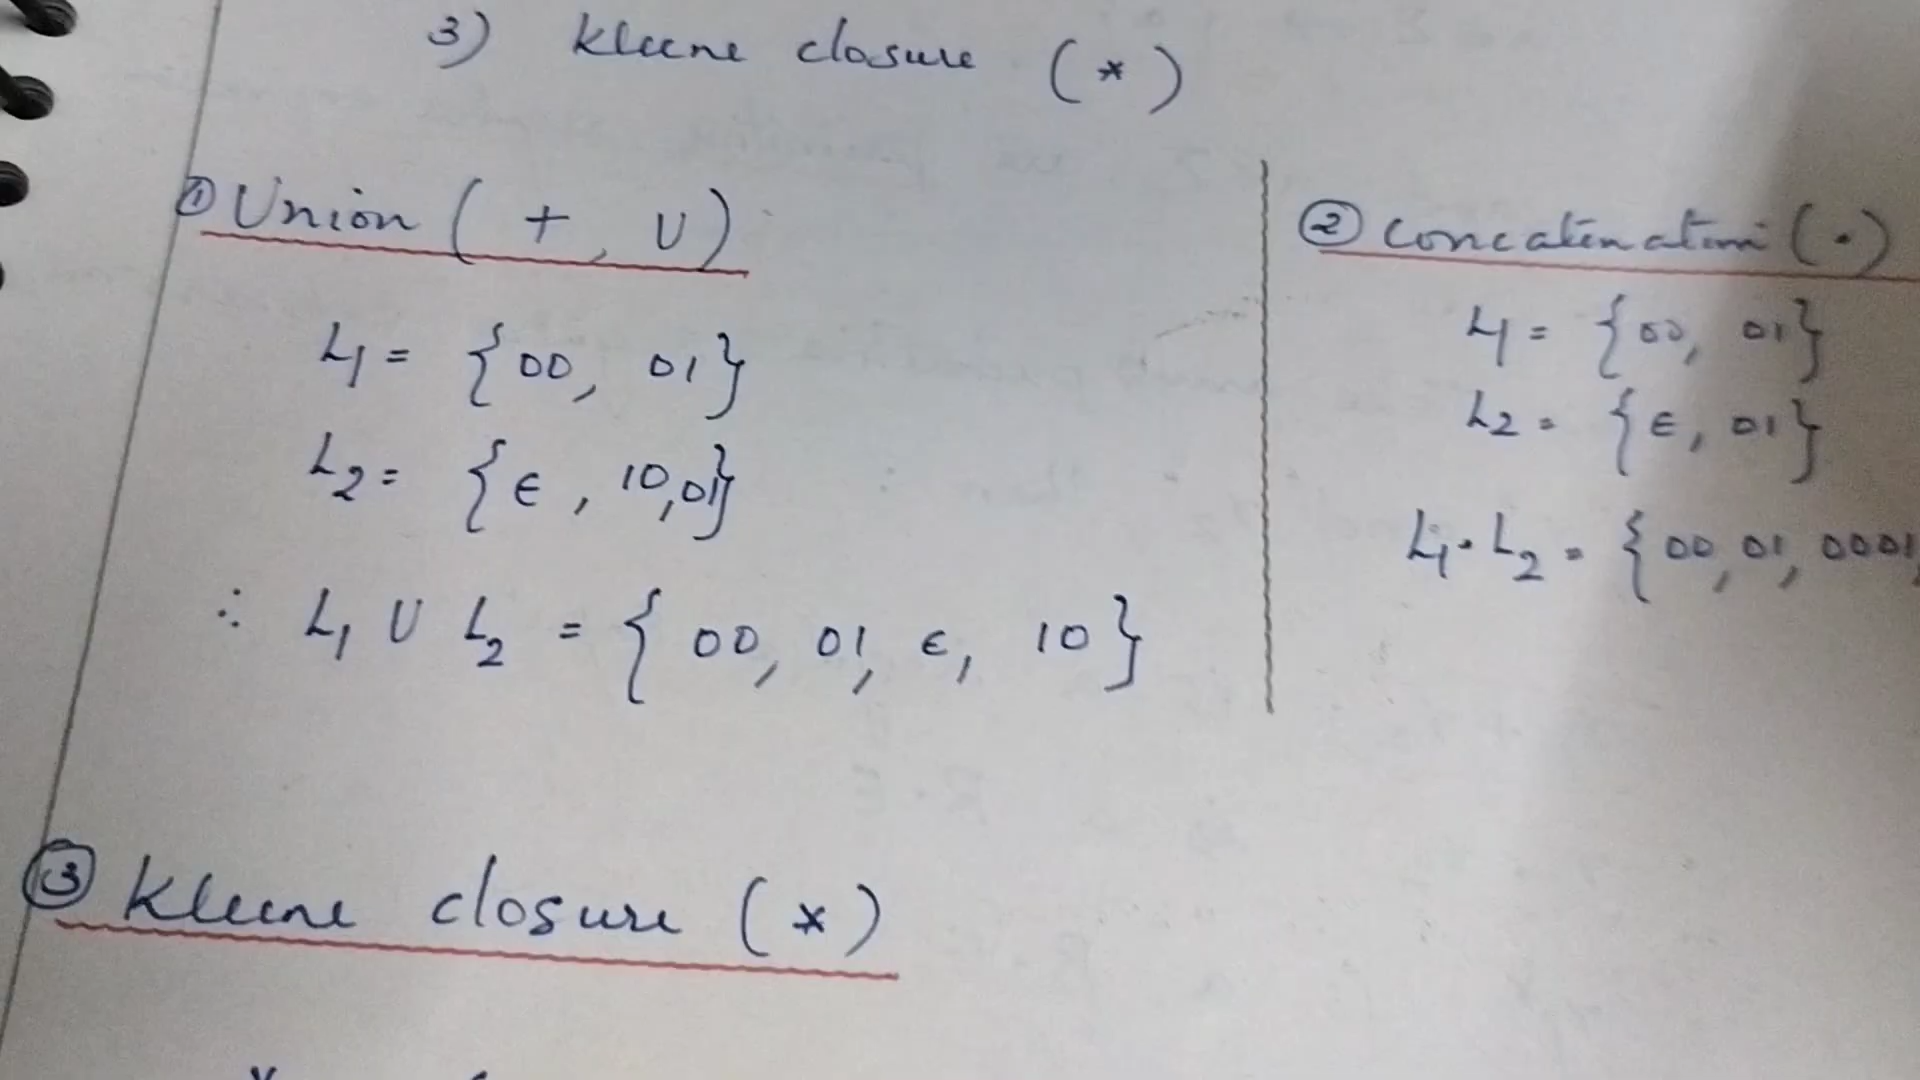 3) Kleene closure (*)
① Union ( + , ∪ )
L1 = { 00, 01}
L2 = { ϵ , 10,01}
∴ L1 ∪ L2 = { 00, 01, ϵ, 10 }
② Concatenation (.)
L1 = { 00, 01}
L2 = { ϵ, 01}
L1 . L2 = { 00, 01, 0001,
③ Kleene closure (*)